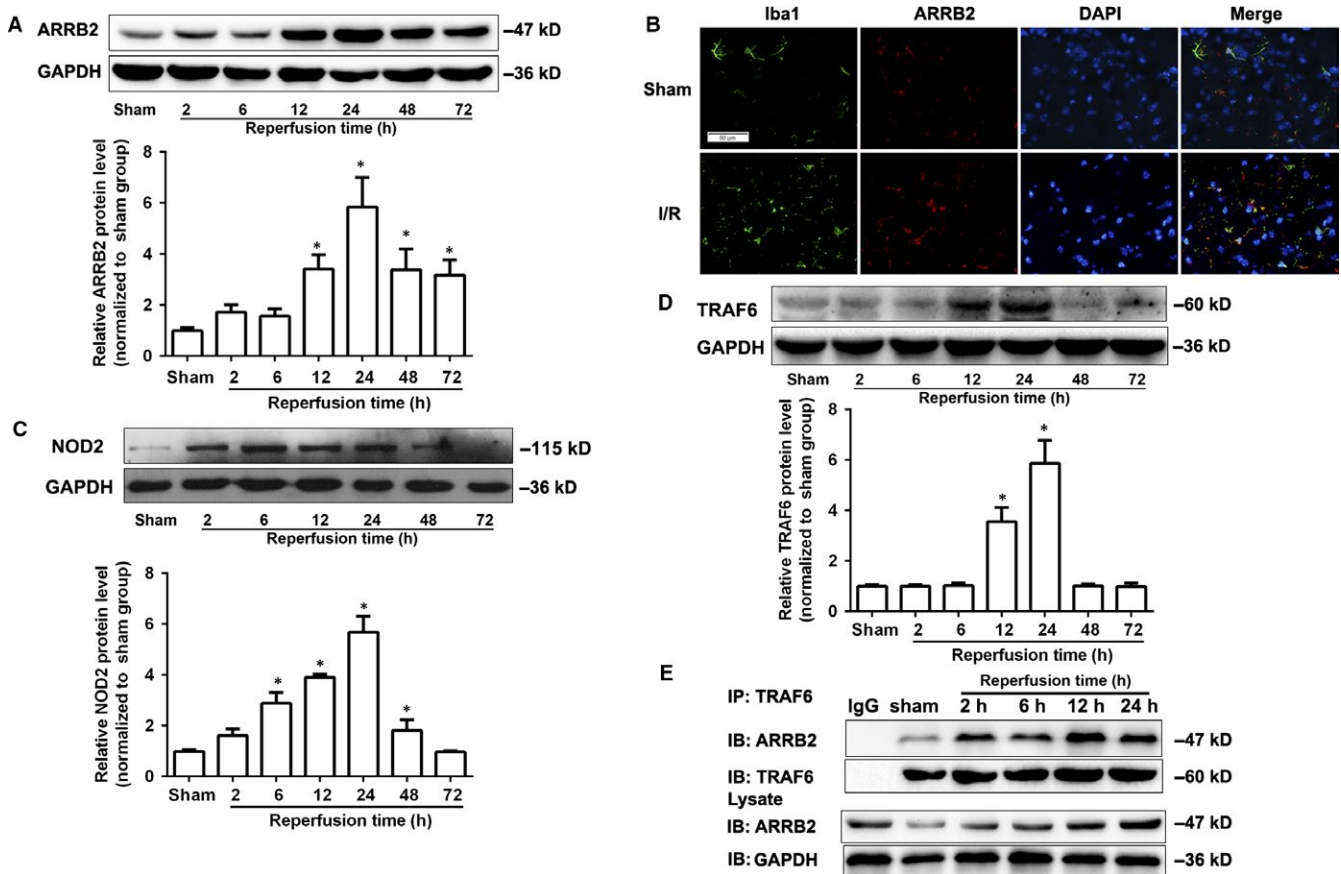 A
ARRB2
–47 kD
GAPDH
–36 kD
Sham 2 6 12 24 48 72
Reperfusion time (h)
Relative ARRB2 protein level
(normalized to sham group)
8
6
4
2
0
* * * *
Sham 2 6 12 24 48 72
Reperfusion time (h)
B
Iba1 ARRB2 DAPI Merge
Sham
50 µm
I/R
C
NOD2
–115 kD
GAPDH
–36 kD
Sham 2 6 12 24 48 72
Reperfusion time (h)
Relative NOD2 protein level
(normalized to sham group)
8
6
4
2
0
* * * *
Sham 2 6 12 24 48 72
Reperfusion time (h)
D
TRAF6
–60 kD
GAPDH
–36 kD
Sham 2 6 12 24 48 72
Reperfusion time (h)
Relative TRAF6 protein level
(normalized to sham group)
8
6
4
2
0
* *
Sham 2 6 12 24 48 72
Reperfusion time (h)
E
Reperfusion time (h)
IP: TRAF6 IgG sham 2 h 6 h 12 h 24 h
IB: ARRB2 –47 kD
IB: TRAF6 –60 kD
Lysate
IB: ARRB2 –47 kD
IB: GAPDH –36 kD